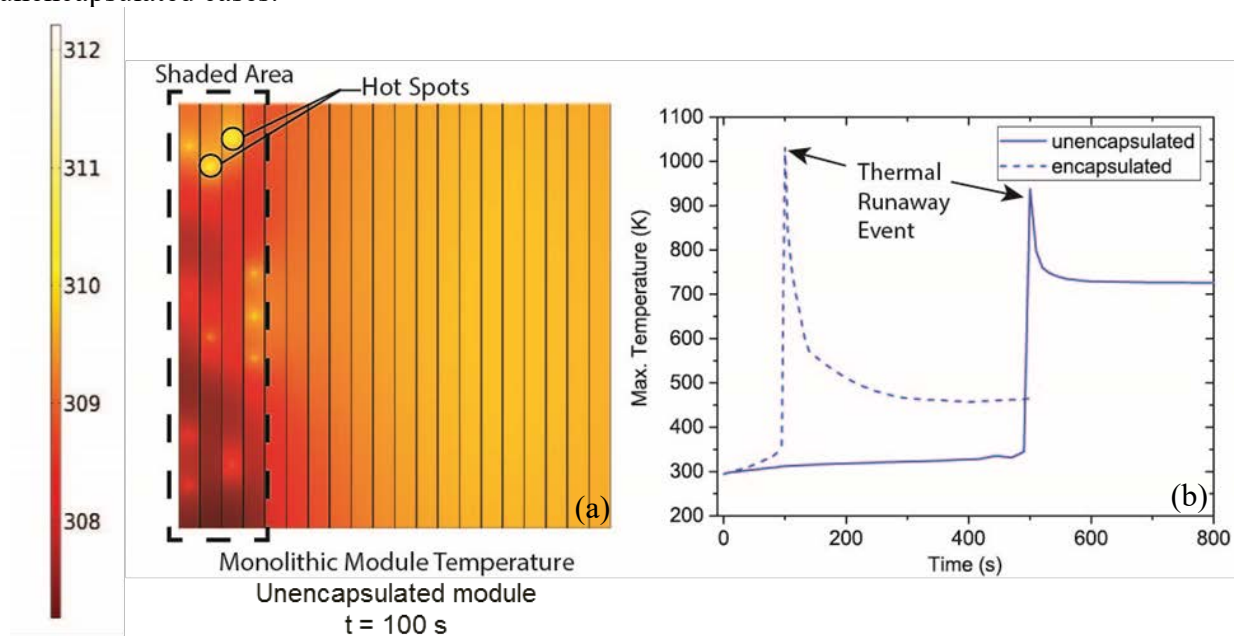 unencapsulated cases.
312
311
310
309
308
Shaded Area
Hot Spots
(a)
Monolithic Module Temperature
Unencapsulated module
t = 100 s
1100
1000
900
800
700
600
500
400
300
200
Max. Temperature (K)
unencapsulated
encapsulated
Thermal
Runaway
Event
(b)
0
200
400
600
800
Time (s)